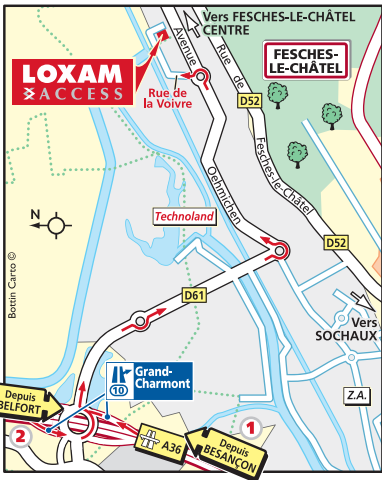 Vers FESCHES-LE-CHÂTEL
CENTRE
Avenue
Rue de
FESCHES-
LE-CHÂTEL
LOXAM
ACCESS
Rue de
la Voivre
D52
Fesches-le-Châtel
Oehmichen
Technoland
N
D52
Bottin Carto ©
D61
Vers
SOCHAUX
Grand-
Charmont
10
Depuis
BELFORT
Z.A.
2
1
A36
Depuis
BESANÇON